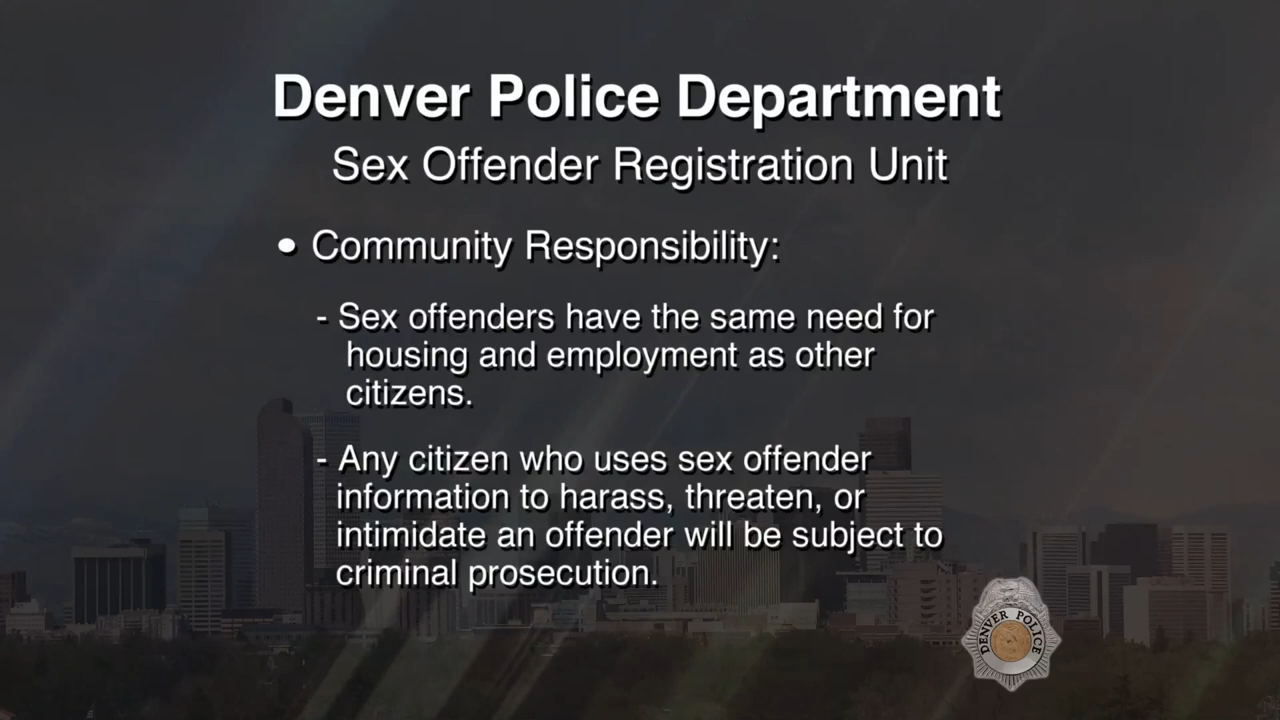 Denver Police Department
Sex Offender Registration Unit
• Community Responsibility:
- Sex offenders have the same need for
housing and employment as other
citizens.
- Any citizen who uses sex offender
information to harass, threaten, or
intimidate an offender will be subject to
criminal prosecution.
DENVER POLICE